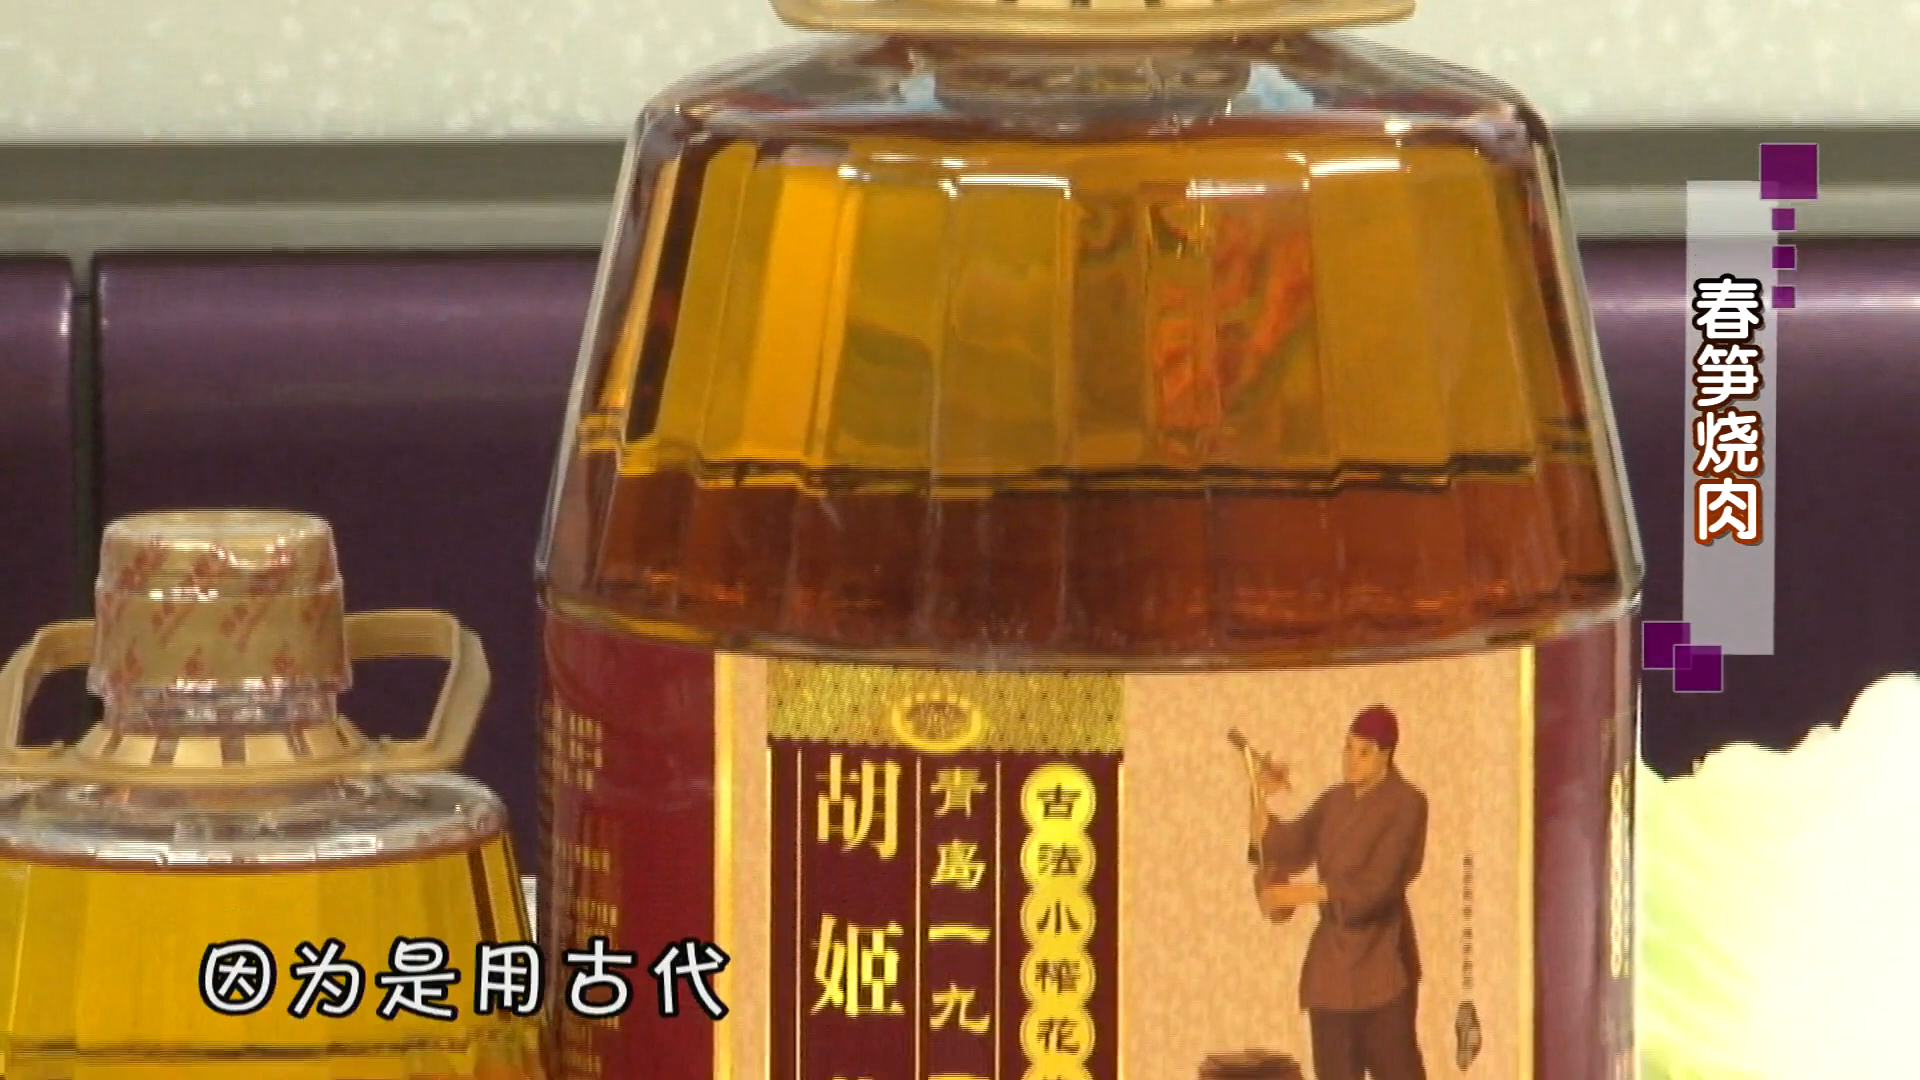 春笋烧肉
胡姬
青岛一九
古法小榨花
因为是用古代